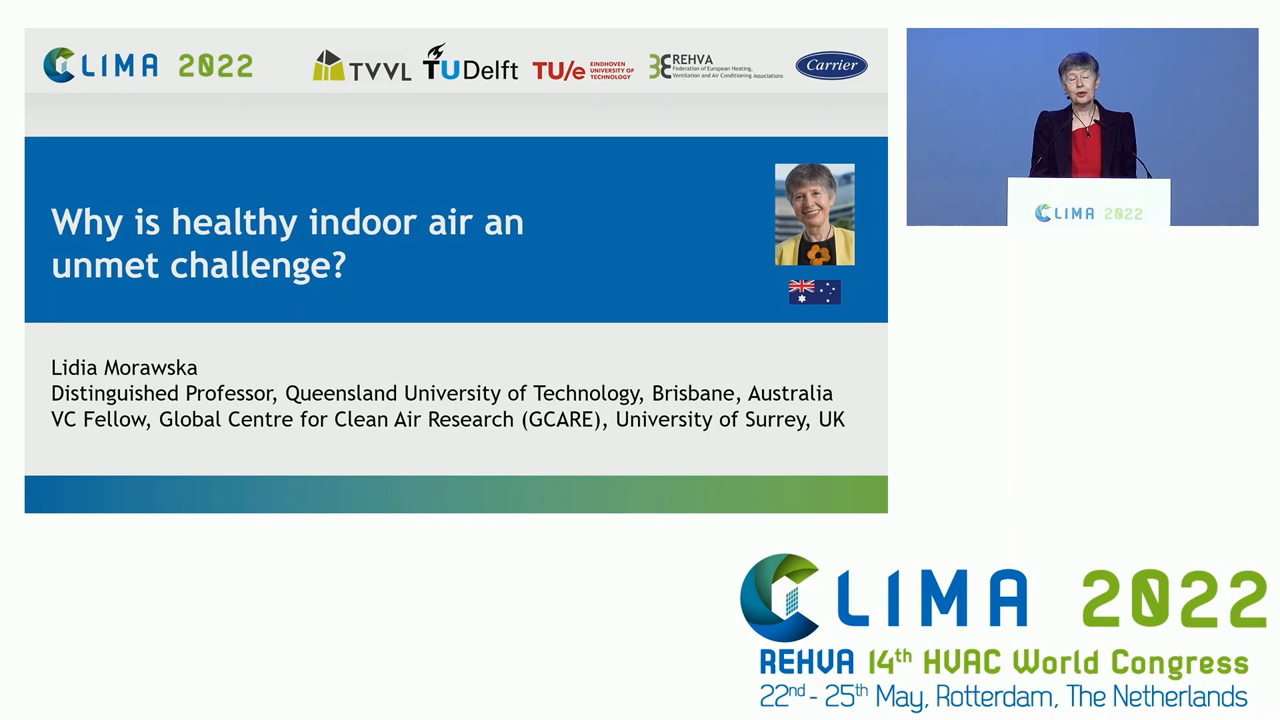 CLIMA 2022
TVVL
TUDelft
TU/e EINDHOVEN UNIVERSITY OF TECHNOLOGY
REHVA
Federation of European Heating,
Ventilation and Air Conditioning Associations
Carrier
Why is healthy indoor air an
unmet challenge?
Lidia Morawska
Distinguished Professor, Queensland University of Technology, Brisbane, Australia
VC Fellow, Global Centre for Clean Air Research (GCARE), University of Surrey, UK
CLIMA 2022
CLIMA 2022
REHVA 14th HVAC World Congress
22nd - 25th May, Rotterdam, The Netherlands